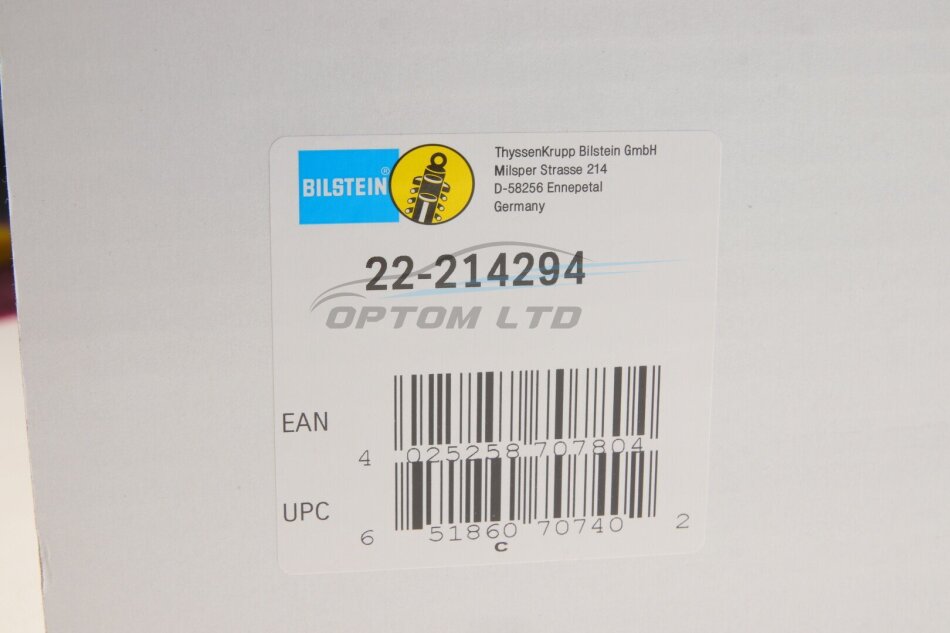 BILSTEIN®
ThyssenKrupp Bilstein GmbH
Milsper Strasse 214
D-58256 Ennepetal
Germany
22-214294
OPTOM LTD
EAN
4 025258 707804
UPC
6 51860 70740 2
C